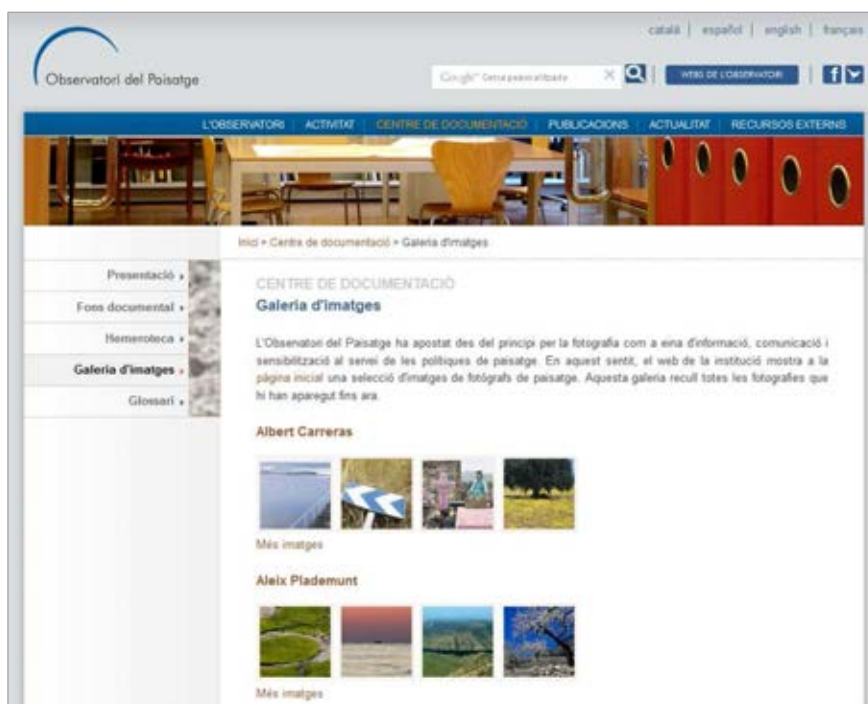 català | español | english | français
Observatori del Paisatge
Google™ Cerca personalitzada
WEBS DE L'OBSERVATORI
L'OBSERVATORI | ACTIVITAT | CENTRE DE DOCUMENTACIÓ | PUBLICACIONS | ACTUALITAT | RECURSOS EXTERNS
Inici > Centre de documentació > Galeria d'imatges
Presentació
Fons documental
Hemeroteca
Galeria d'imatges
Glossari
CENTRE DE DOCUMENTACIÓ
Galeria d'imatges
L'Observatori del Paisatge ha apostat des del principi per la fotografia com a eina d'informació, comunicació i
sensibilització al servei de les polítiques de paisatge. En aquest sentit, el web de la institució mostra a la
pàgina inicial una selecció d'imatges de fotògrafs de paisatge. Aquesta galeria recull totes les fotografies que
hi han aparegut fins ara.
Albert Carreras
Més imatges
Aleix Plademunt
Més imatges